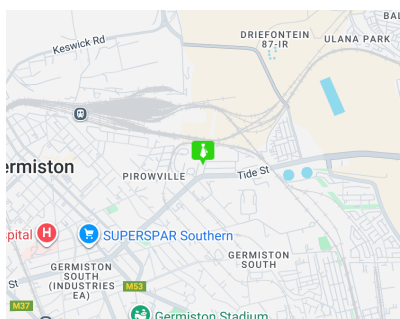 BAL
DRIEFONTEIN
87-IR
ULANA PARK
Keswick Rd
ermiston
PIROWVILLE
Tide St
spital
H
SUPERSPAR Southern
GERMISTON
SOUTH
GERMISTON
SOUTH
(INDUSTRIES
EA)
St
M53
M37
Germiston Stadium